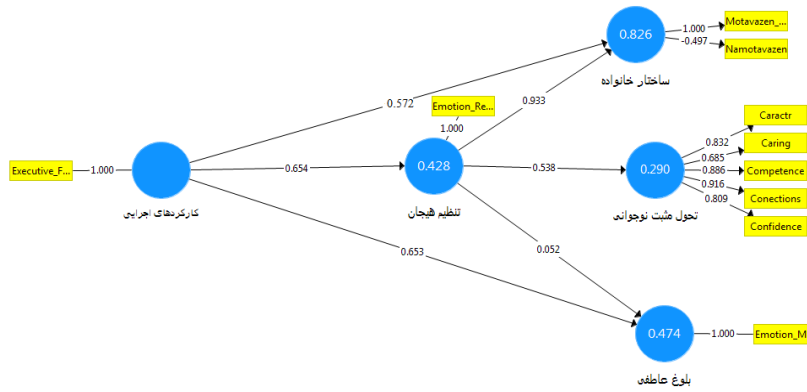 0.826
1.000
-0.497
Motavazen_...
Namotavazen
ساختار خانواده
0.572
Emotion_Re...
1.000
0.933
Executive_F...
1.000
0.654
0.428
0.538
0.290
0.832
0.685
0.886
0.916
0.809
Caractr
Caring
Competence
Conections
Confidence
کارکردهای اجرایی
تنظیم هیجان
تحول مثبت نوجوانی
0.653
0.052
0.474
1.000
Emotion_M
بلوغ عاطفی